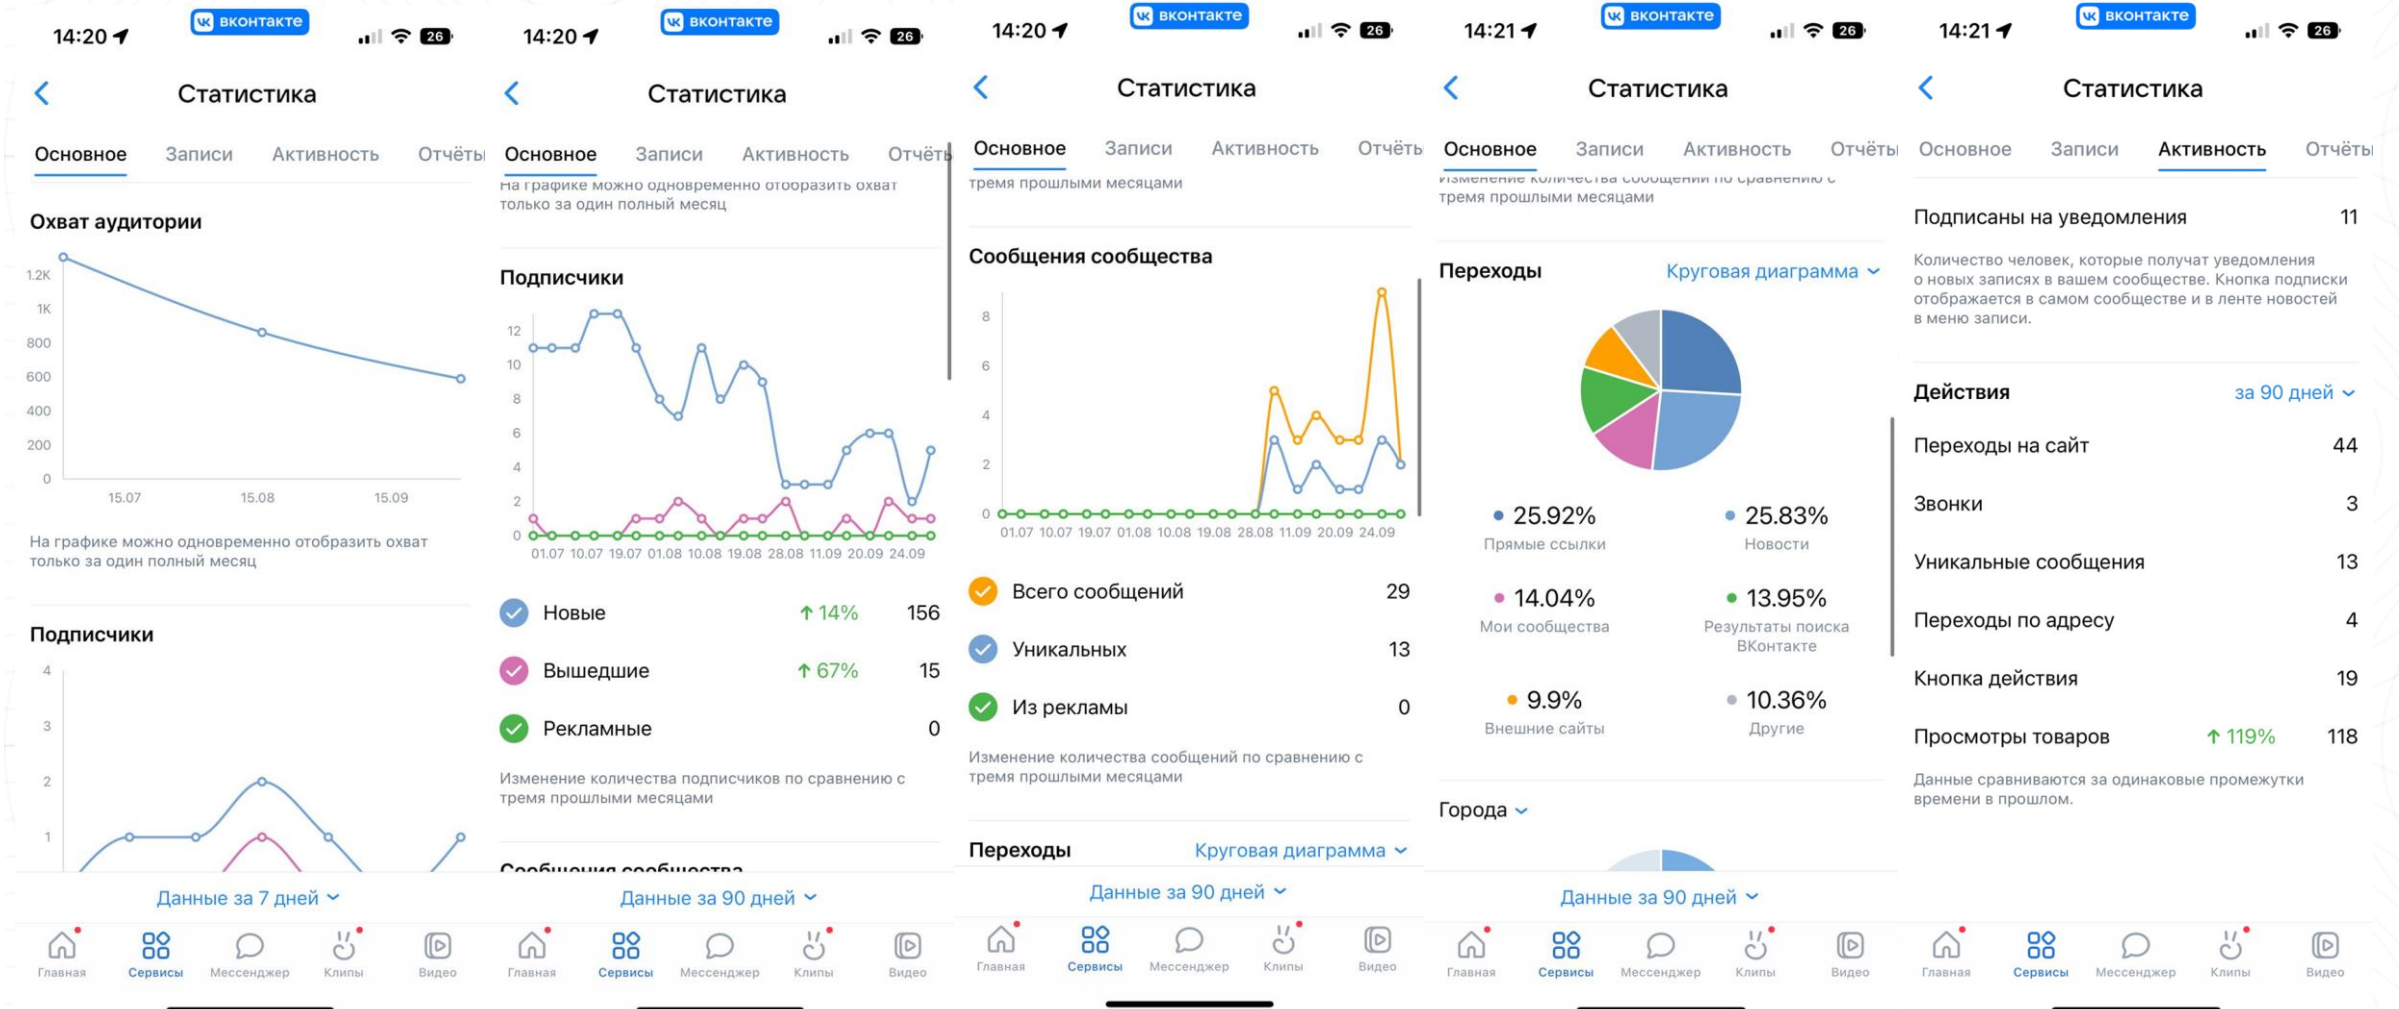 14:20
вконтакте
26
Статистика
Основное Записи Активность Отчёты
Охват аудитории
1.2K
1K
800
600
400
200
0
15.07 15.08 15.09
На графике можно одновременно отобразить охват
только за один полный месяц
Подписчики
4
3
2
1
Данные за 7 дней
Главная Сервисы Мессенджер Клипы Видео
14:20
вконтакте
26
Статистика
Основное Записи Активность Отчёть
На графике можно одновременно отобразить охват
только за один полный месяц
Подписчики
12
10
8
6
4
2
0
01.07 10.07 19.07 01.08 10.08 19.08 28.08 11.09 20.09 24.09
Новые 14% 156
Вышедшие 67% 15
Рекламные 0
Изменение количества подписчиков по сравнению с
тремя прошлыми месяцами
Сообщения сообщества
Данные за 90 дней
Главная Сервисы Мессенджер Клипы Видео
14:20
вконтакте
26
Статистика
Основное Записи Активность Отчёты
тремя прошлыми месяцами
Сообщения сообщества
8
6
4
2
0
01.07 10.07 19.07 01.08 10.08 19.08 28.08 11.09 20.09 24.09
Всего сообщений 29
Уникальных 13
Из рекламы 0
Изменение количества сообщений по сравнению с
тремя прошлыми месяцами
Переходы Круговая диаграмма
Данные за 90 дней
Главная Сервисы Мессенджер Клипы Видео
14:21
вконтакте
26
Статистика
Основное Записи Активность Отчёты
Изменение количества сообщений по сравнению с
тремя прошлыми месяцами
Переходы Круговая диаграмма
25.92% 25.83%
Прямые ссылки Новости
14.04% 13.95%
Мои сообщества Результаты поиска
ВКонтакте
9.9% 10.36%
Внешние сайты Другие
Города
Данные за 90 дней
Главная Сервисы Мессенджер Клипы Видео
14:21
вконтакте
26
Статистика
Основное Записи Активность Отчёты
Подписаны на уведомления 11
Количество человек, которые получат уведомления
о новых записях в вашем сообществе. Кнопка подписки
отображается в самом сообществе и в ленте новостей
в меню записи.
Действия за 90 дней
Переходы на сайт 44
Звонки 3
Уникальные сообщения 13
Переходы по адресу 4
Кнопка действия 19
Просмотры товаров 119% 118
Данные сравниваются за одинаковые промежутки
времени в прошлом.
Главная Сервисы Мессенджер Клипы Видео